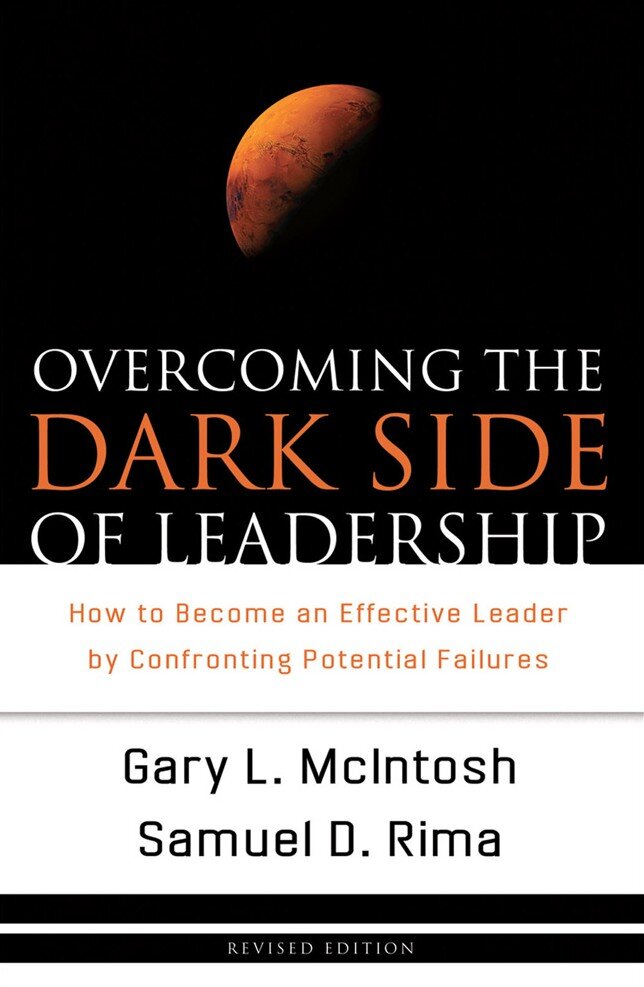 OVERCOMING THE
DARK SIDE
OF LEADERSHIP
How to Become an Effective Leader
by Confronting Potential Failures
Gary L. McIntosh
Samuel D. Rima
REVISED EDITION